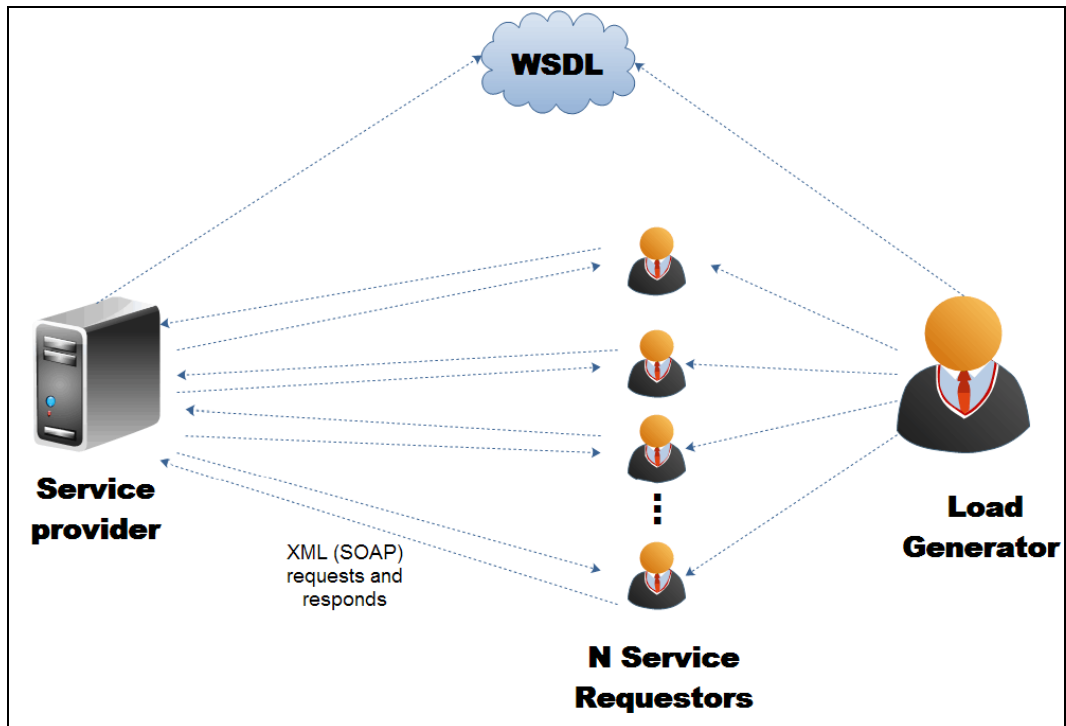 WSDL
Service
provider
XML (SOAP)
requests and
responds
N Service
Requestors
Load
Generator